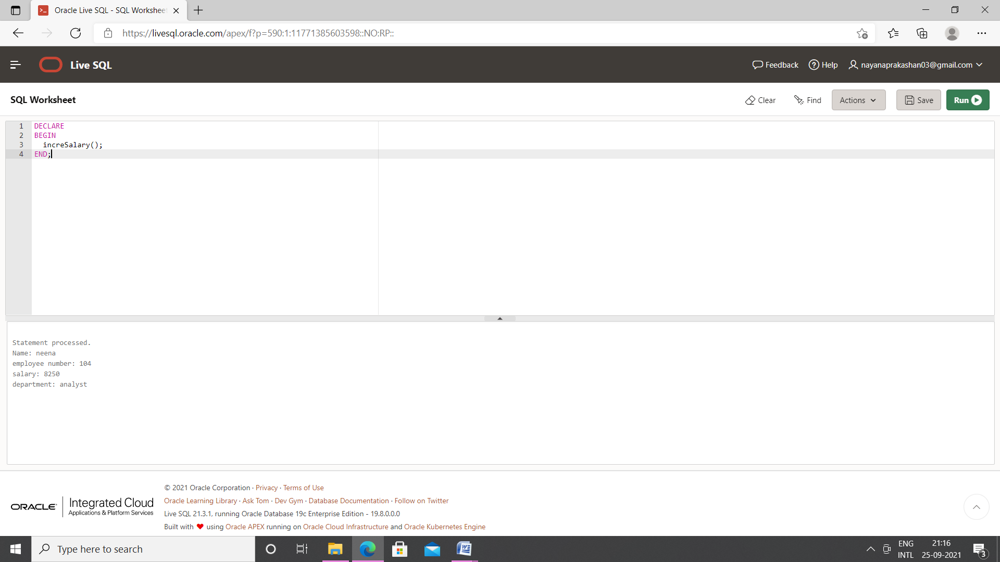 Oracle Live SQL - SQL Workshee
https://livesql.oracle.com/apex/f?p=590:1:11771385603598::NO:RP::
Live SQL
Feedback
Help
nayanaprakashan03@gmail.com
SQL Worksheet
Clear
Find
Actions
Save
Run
1 DECLARE
2 BEGIN
3 increSalary();
4 END;
Statement processed.
Name: neena
employee number: 104
salary: 8250
department: analyst
ORACLE
Integrated Cloud
Applications & Platform Services
© 2021 Oracle Corporation · Privacy · Terms of Use
Oracle Learning Library · Ask Tom · Dev Gym · Database Documentation · Follow on Twitter
Live SQL 21.3.1, running Oracle Database 19c Enterprise Edition - 19.8.0.0.0
Built with ♥ using Oracle APEX running on Oracle Cloud Infrastructure and Oracle Kubernetes Engine
Type here to search
ENG
INTL
21:16
25-09-2021
3